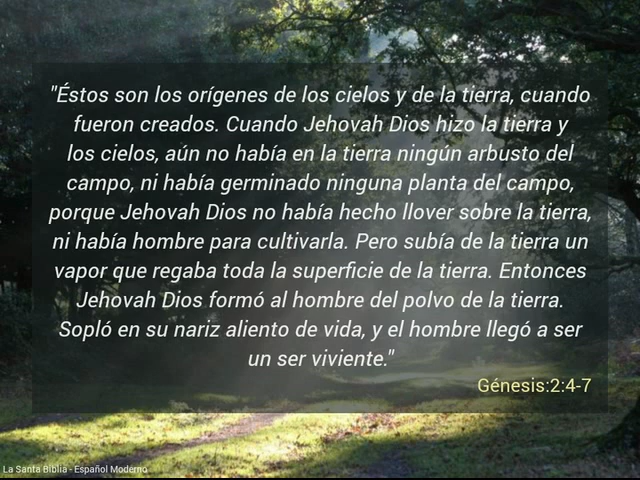 "Éstos son los orígenes de los cielos y de la tierra, cuando
fueron creados. Cuando Jehovah Dios hizo la tierra y
los cielos, aún no había en la tierra ningún arbusto del
campo, ni había germinado ninguna planta del campo,
porque Jehovah Dios no había hecho llover sobre la tierra,
ni había hombre para cultivarla. Pero subía de la tierra un
vapor que regaba toda la superficie de la tierra. Entonces
Jehovah Dios formó al hombre del polvo de la tierra.
Sopló en su nariz aliento de vida, y el hombre llegó a ser
un ser viviente."
Génesis:2:4-7
La Santa Biblia - Español Moderno